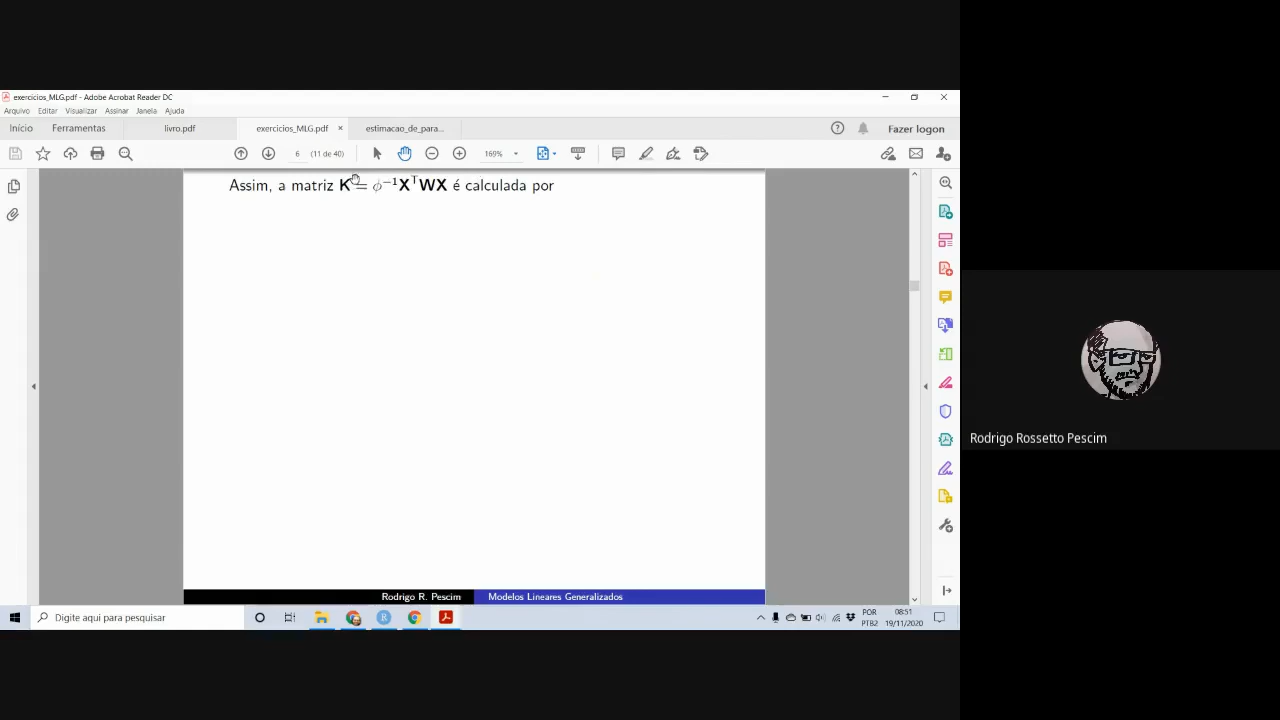 exercicios_MLG.pdf - Adobe Acrobat Reader DC
Arquivo Editar Visualizar Assinar Janela Ajuda
Início Ferramentas livro.pdf exercicios_MLG.pdf × estimacao_de_para... Fazer logon
6 (11 de 40) 169%
Assim, a matriz K = ϕ⁻¹XᵀWX é calculada por
Rodrigo Rossetto Pescim
Rodrigo R. Pescim Modelos Lineares Generalizados
Digite aqui para pesquisar
POR 08:51
PTB2 19/11/2020